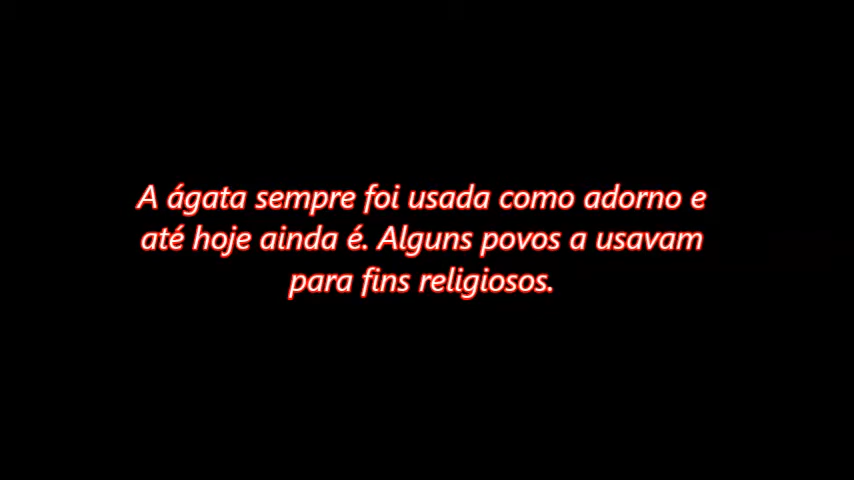 A ágata sempre foi usada como adorno e
até hoje ainda é. Alguns povos a usavam
para fins religiosos.